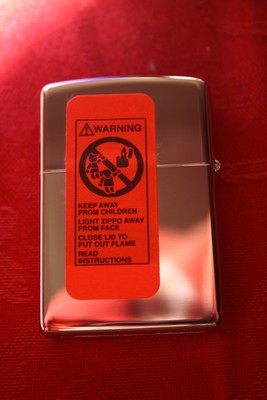 WARNING
KEEP AWAY
FROM CHILDREN
LIGHT ZIPPO AWAY
FROM FACE
CLOSE LID TO
PUT OUT FLAME
READ
INSTRUCTIONS